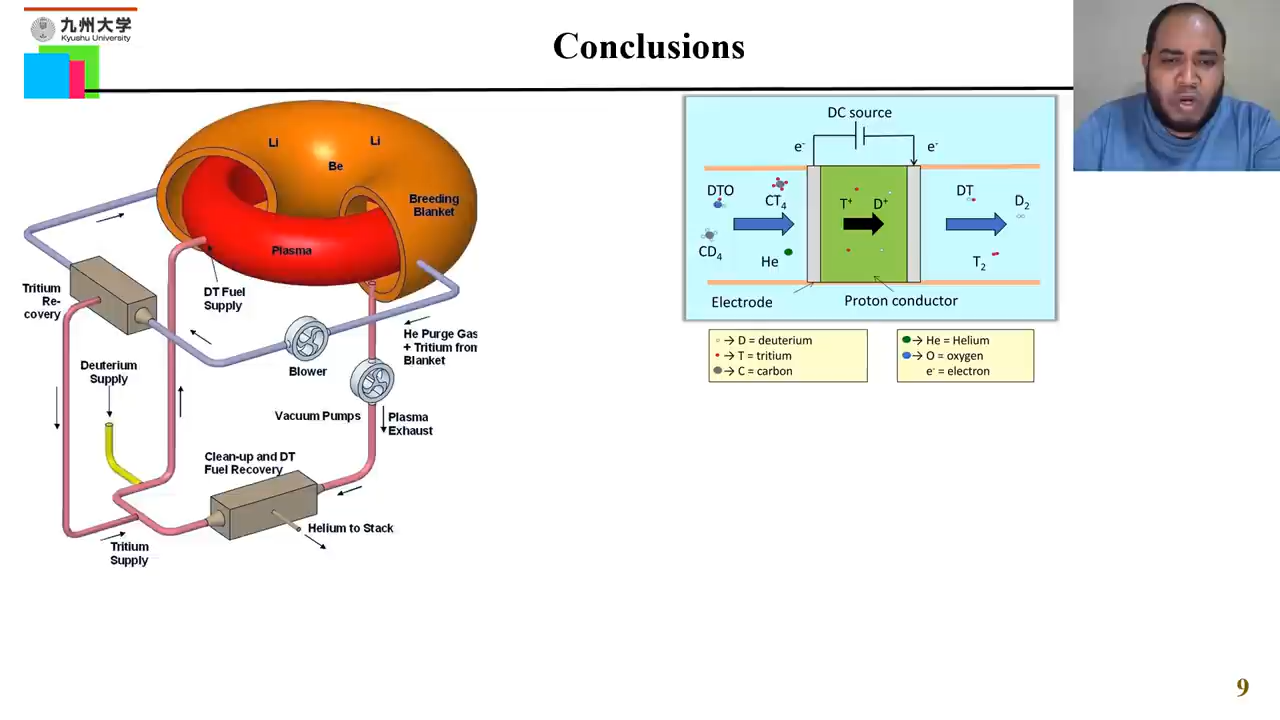 九州大学
Kyushu University
Conclusions
Li
Li
Be
Breeding
Blanket
Plasma
Tritium
Re-
covery
DT Fuel
Supply
He Purge Gas
+ Tritium from
Blanket
Blower
Deuterium
Supply
Vacuum Pumps
Plasma
Exhaust
Clean-up and DT
Fuel Recovery
Helium to Stack
Tritium
Supply
DC source
e-
e-
DTO
CT4
T+
D+
DT
D2
CD4
He
T2
Electrode
Proton conductor
→ D = deuterium
→ T = tritium
→ C = carbon
→ He = Helium
→ O = oxygen
e- = electron
9